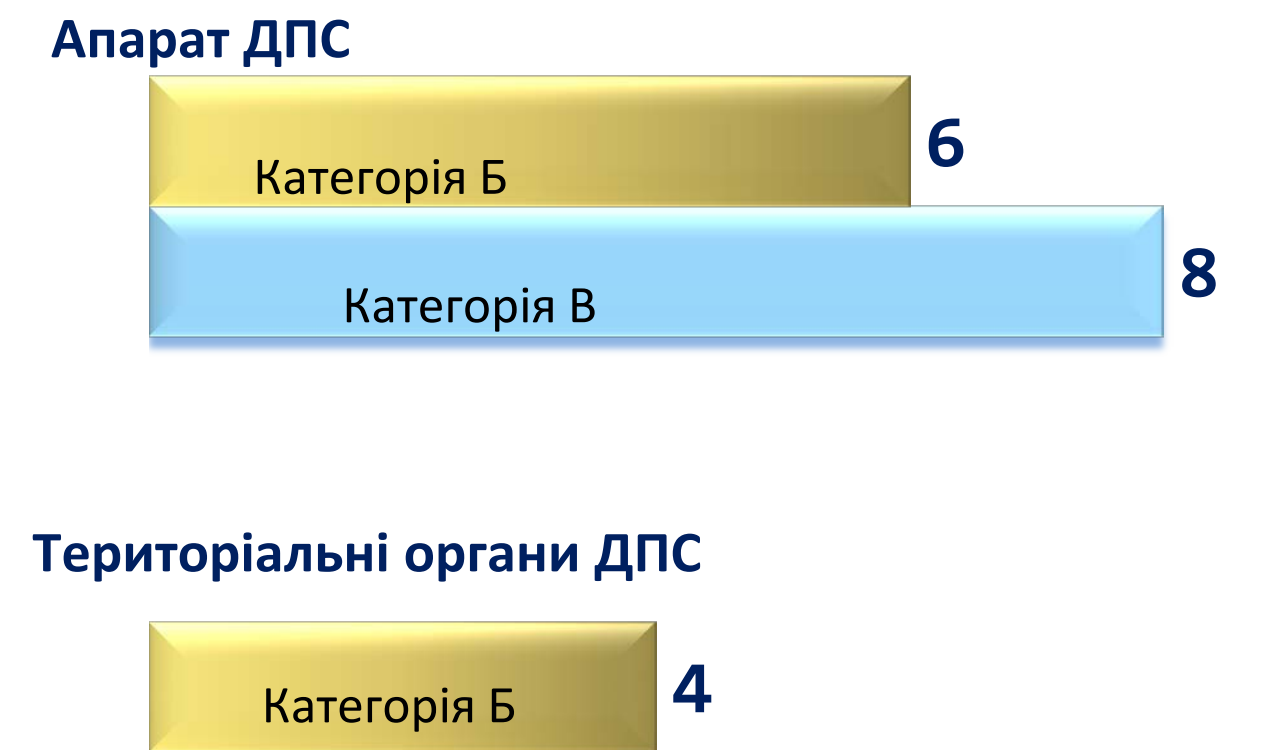 Апарат ДПС
6
Категорія Б
8
Категорія В
Територіальні органи ДПС
4
Категорія Б